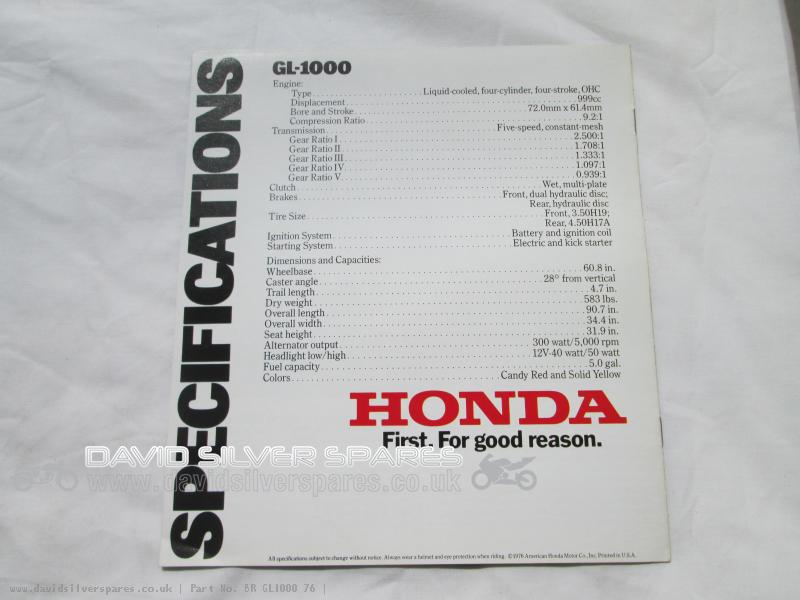 SPECIFICATIONS
GL-1000
Engine:
Type Liquid-cooled, four-cylinder, four-stroke, OHC
Displacement 999cc
Bore and Stroke 72.0mm x 61.4mm
Compression Ratio 9.2:1
Transmission Five-speed, constant-mesh
Gear Ratio I 2.500:1
Gear Ratio II 1.708:1
Gear Ratio III 1.333:1
Gear Ratio IV 1.097:1
Gear Ratio V 0.939:1
Clutch Wet, multi-plate
Brakes Front, dual hydraulic disc;
Rear, hydraulic disc
Tire Size Front, 3.50H19;
Rear, 4.50H17A
Ignition System Battery and ignition coil
Starting System Electric and kick starter
Dimensions and Capacities:
Wheelbase 60.8 in.
Caster angle 28° from vertical
Trail length 4.7 in.
Dry weight 583 lbs.
Overall length 90.7 in.
Overall width 34.4 in.
Seat height 31.9 in.
Alternator output 300 watt/5,000 rpm
Headlight low/high 12V-40 watt/50 watt
Fuel capacity 5.0 gal.
Colors Candy Red and Solid Yellow
HONDA
First. For good reason.
DAVID SILVER SPARES
www.davidsilverspares.co.uk
All specifications subject to change without notice. Always wear a helmet and eye protection when riding. ©1976 American Honda Motor Co., Inc. Printed in U.S.A.
www.davidsilverspares.co.uk | Part No. BR GL1000 76 |